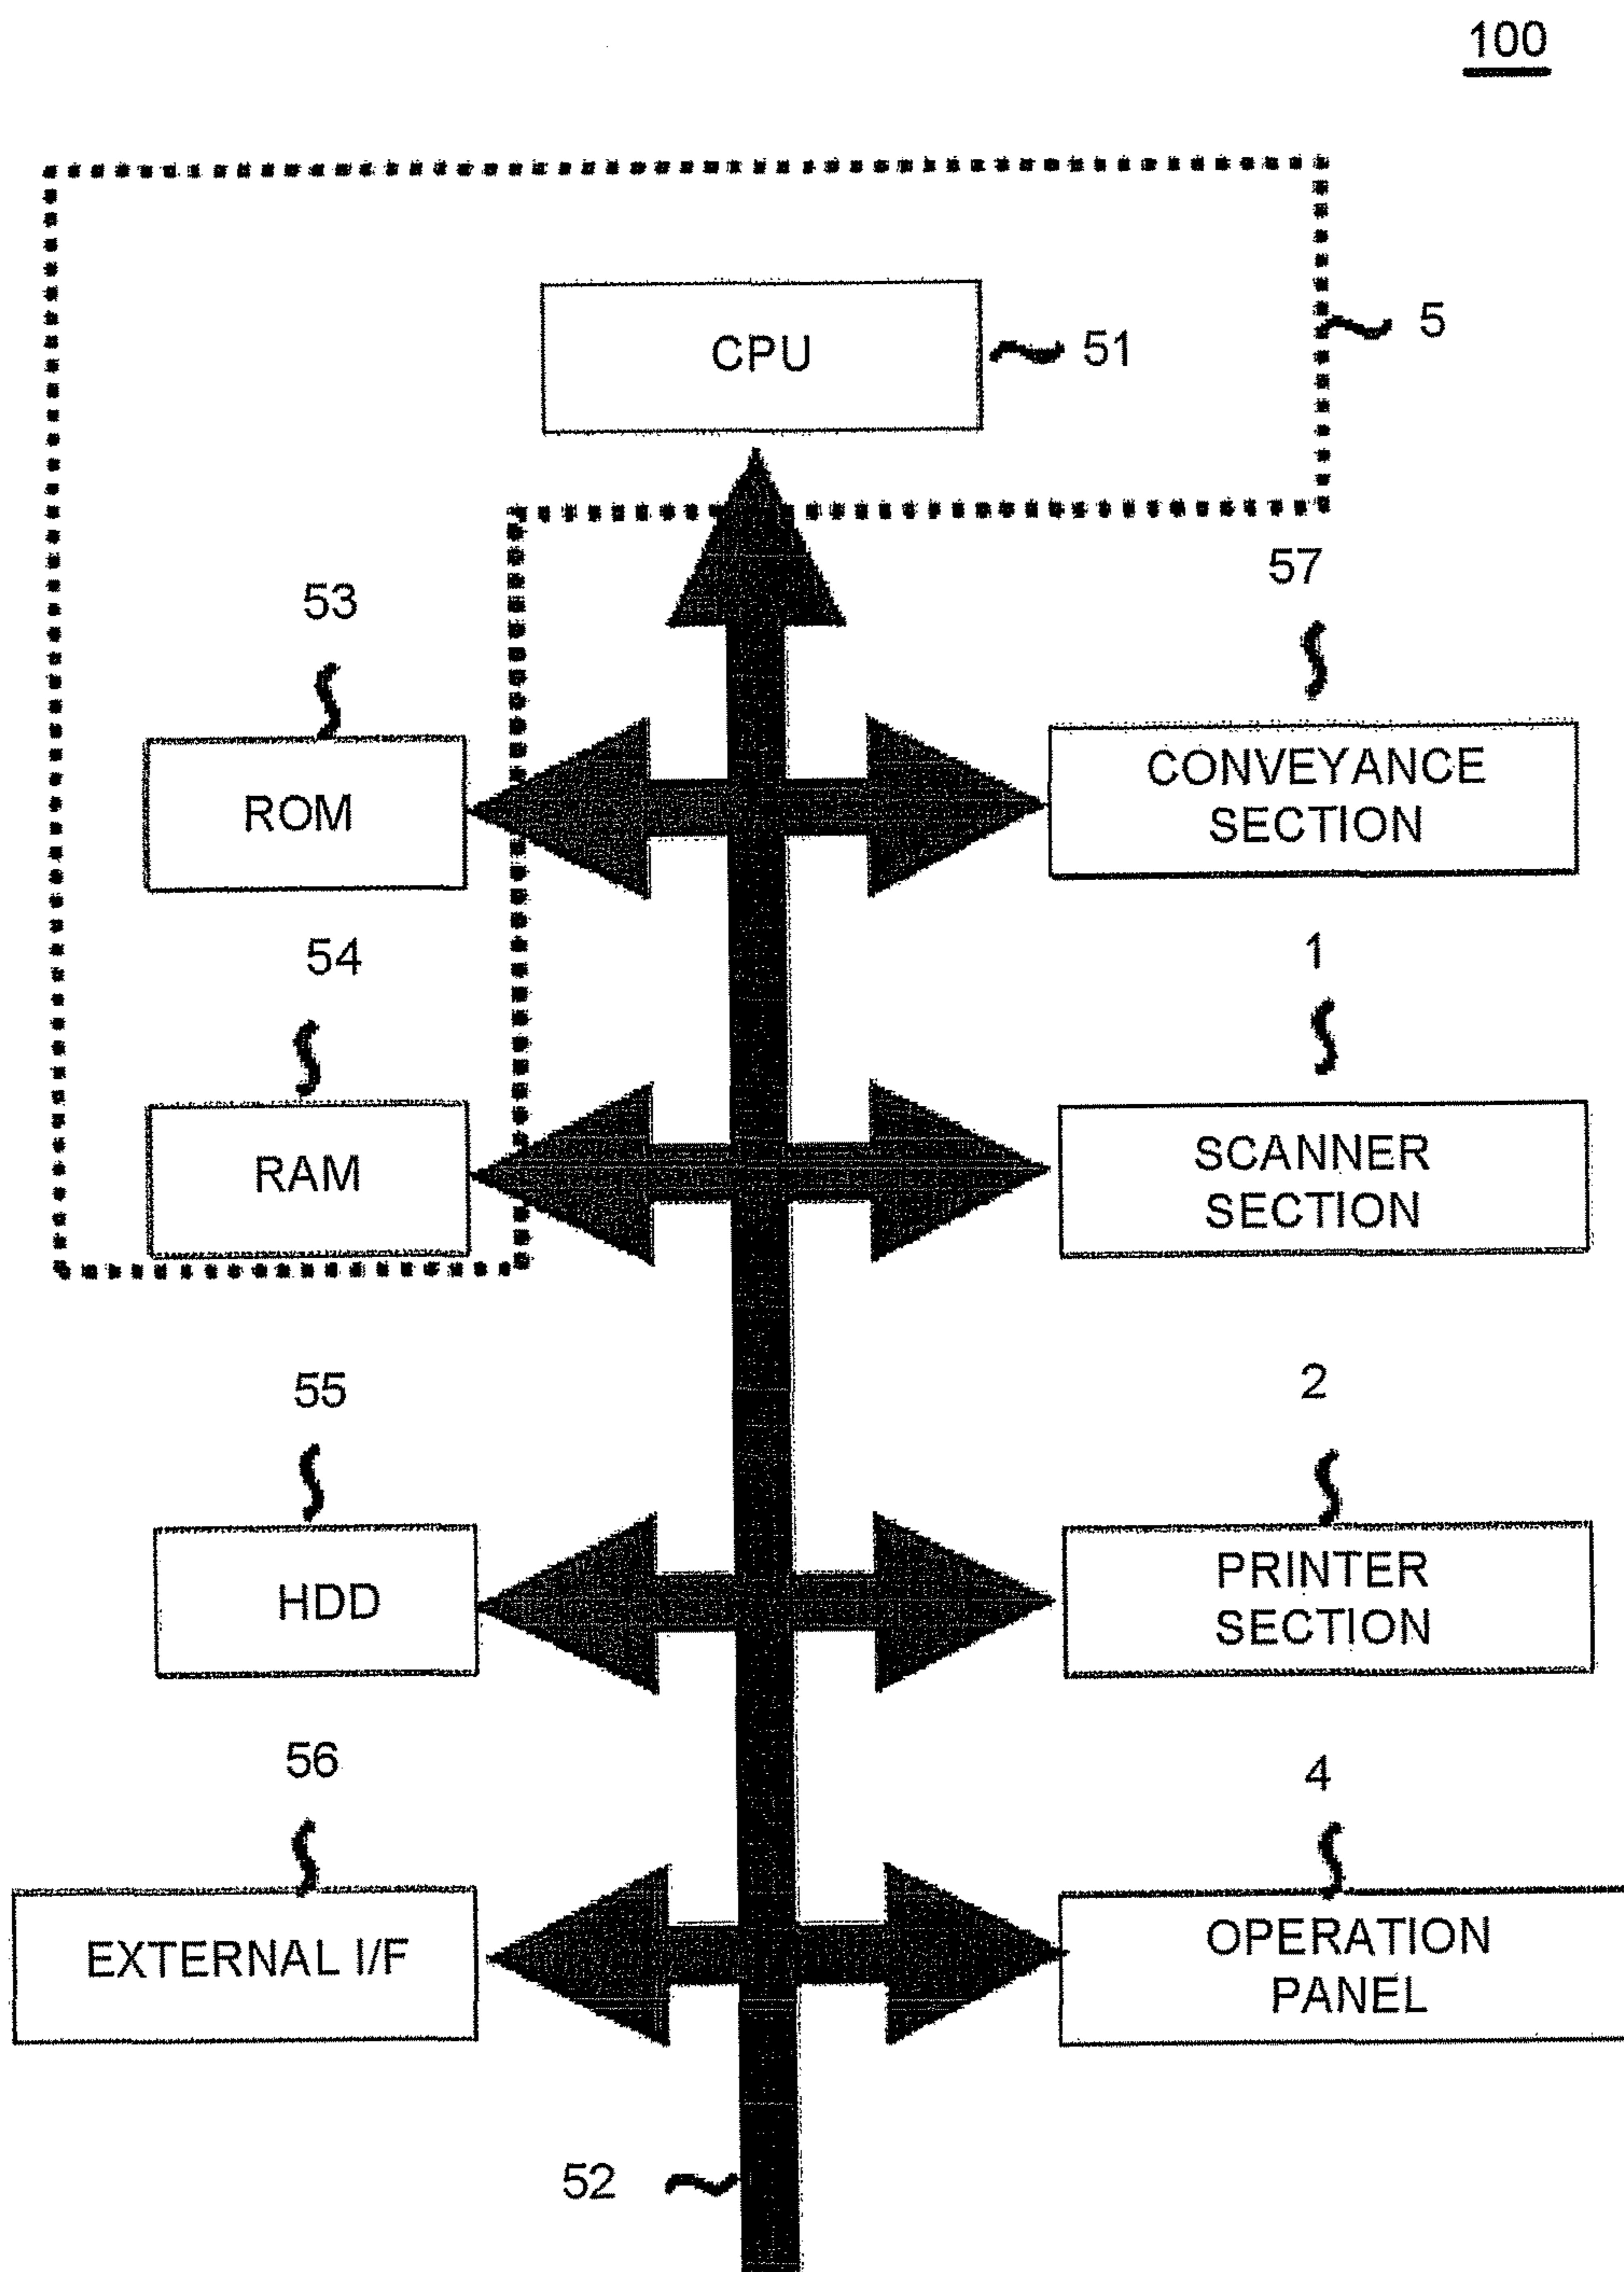 100
CPU
51
5
53
57
ROM
CONVEYANCE
SECTION
54
1
RAM
SCANNER
SECTION
55
2
HDD
PRINTER
SECTION
56
4
EXTERNAL I/F
OPERATION
PANEL
52